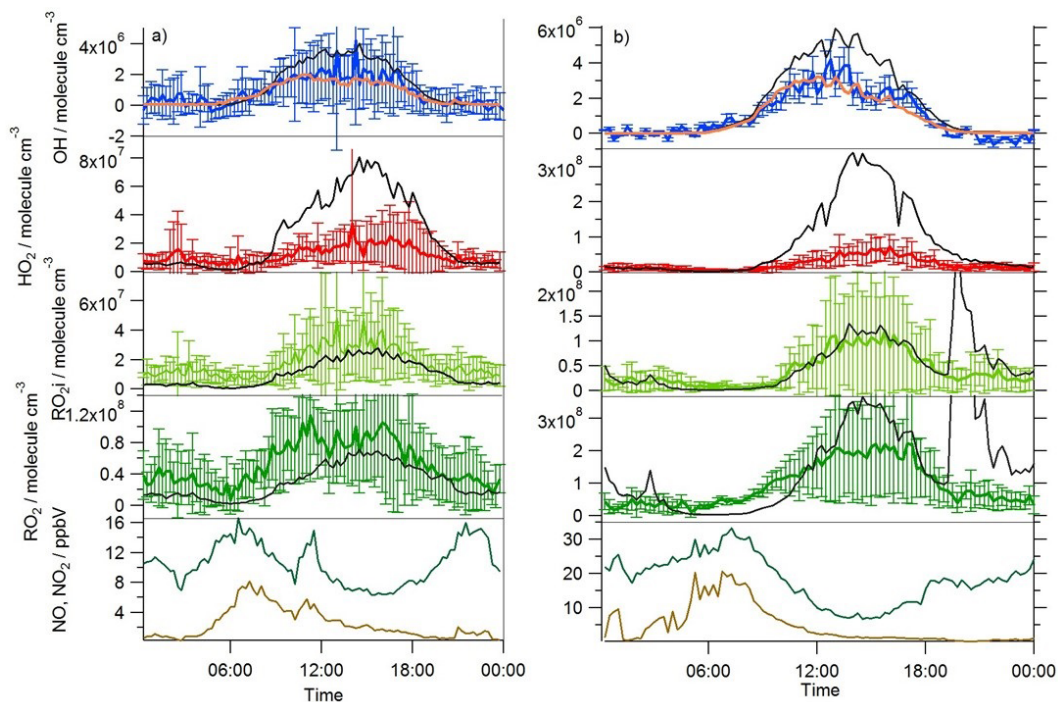 OH / molecule cm⁻³
HO₂ / molecule cm⁻³
RO₂i / molecule cm⁻³
RO₂ / molecule cm⁻³
NO, NO₂ / ppbV
a)
4x10⁶
2
0
-2
8x10⁷
6
4
2
0
6x10⁷
4
2
0
1.2x10⁸
0.8
0.4
0
16
12
8
4
06:00
12:00
18:00
00:00
Time
b)
6x10⁶
4
2
0
3x10⁸
2
1
0
2x10⁸
1.5
1.0
0.5
0
3x10⁸
2
1
0
30
20
10
06:00
12:00
18:00
00:00
Time